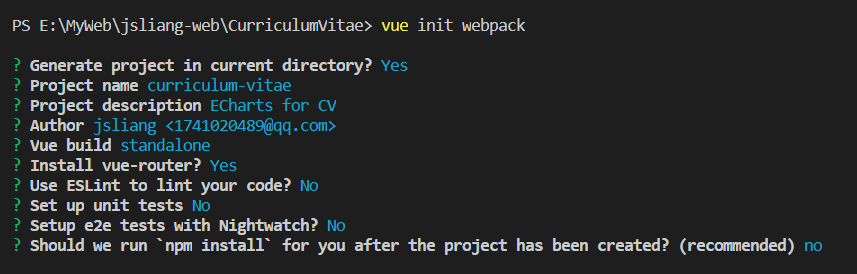 PS E:\MyWeb\jsliang-web\CurriculumVitae> vue init webpack
? Generate project in current directory? Yes
? Project name curriculum-vitae
? Project description ECharts for CV
? Author jsliang <1741020489@qq.com>
? Vue build standalone
? Install vue-router? Yes
? Use ESLint to lint your code? No
? Set up unit tests No
? Setup e2e tests with Nightwatch? No
? Should we run `npm install` for you after the project has been created? (recommended) no